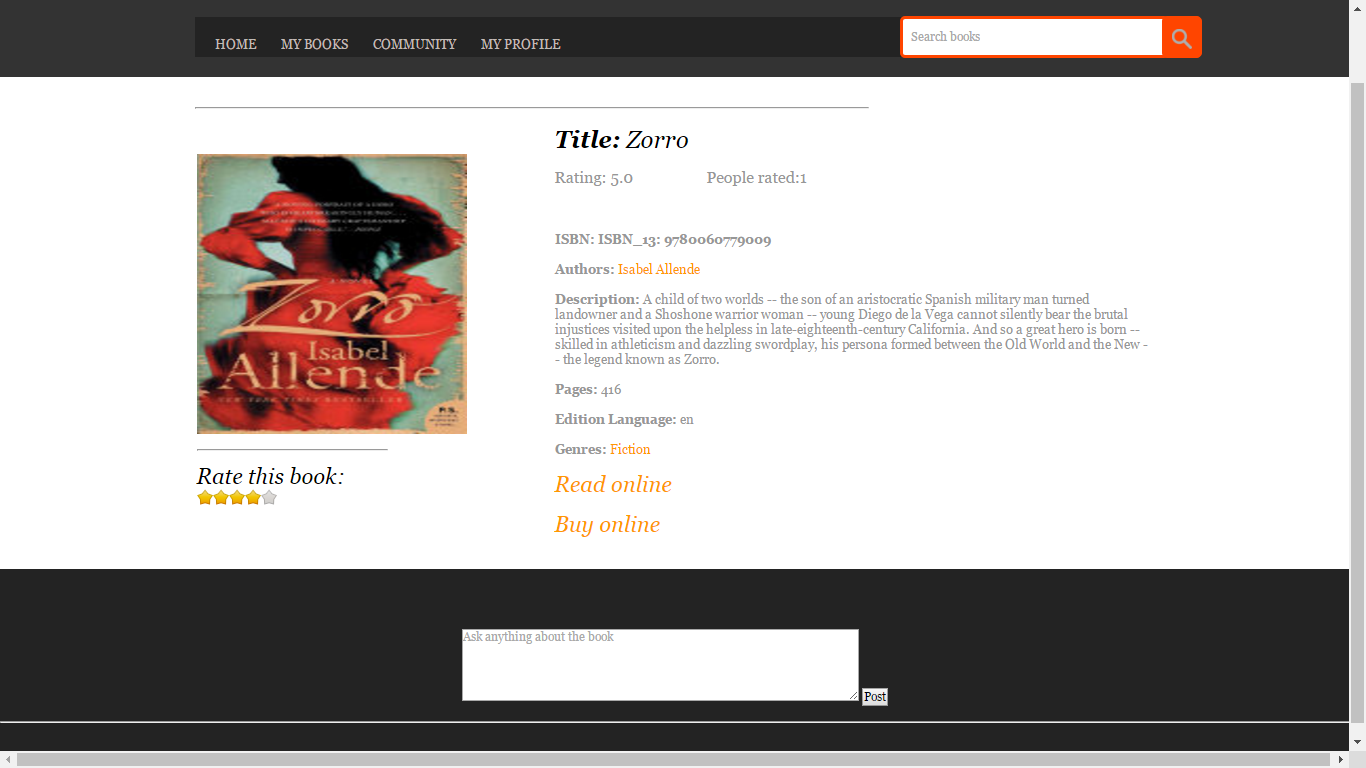 HOME MY BOOKS COMMUNITY MY PROFILE
Search books
Title: Zorro
Rating: 5.0 People rated:1
A NOVEL
Zorro
Isabel
Allende
NEW YORK TIMES BESTSELLER
P.S.
ISBN: ISBN_13: 9780060779009
Authors: Isabel Allende
Description: A child of two worlds -- the son of an aristocratic Spanish military man turned
landowner and a Shoshone warrior woman -- young Diego de la Vega cannot silently bear the brutal
injustices visited upon the helpless in late-eighteenth-century California. And so a great hero is born --
skilled in athleticism and dazzling swordplay, his persona formed between the Old World and the New -
- the legend known as Zorro.
Pages: 416
Edition Language: en
Genres: Fiction
Read online
Buy online
Rate this book:
Ask anything about the book
Post